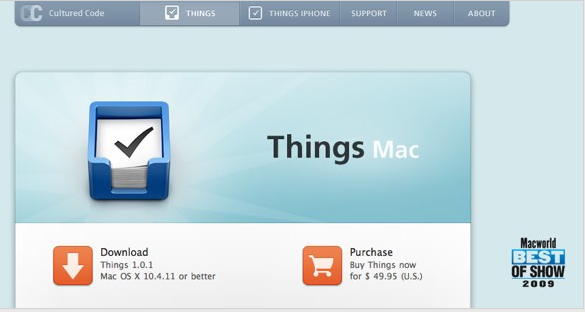 Cultured Code
THINGS
THINGS IPHONE
SUPPORT
NEWS
ABOUT
Things Mac
Download
Things 1.0.1
Mac OS X 10.4.11 or better
Purchase
Buy Things now
for $ 49.95 (U.S.)
Macworld
BEST
OF SHOW
2009